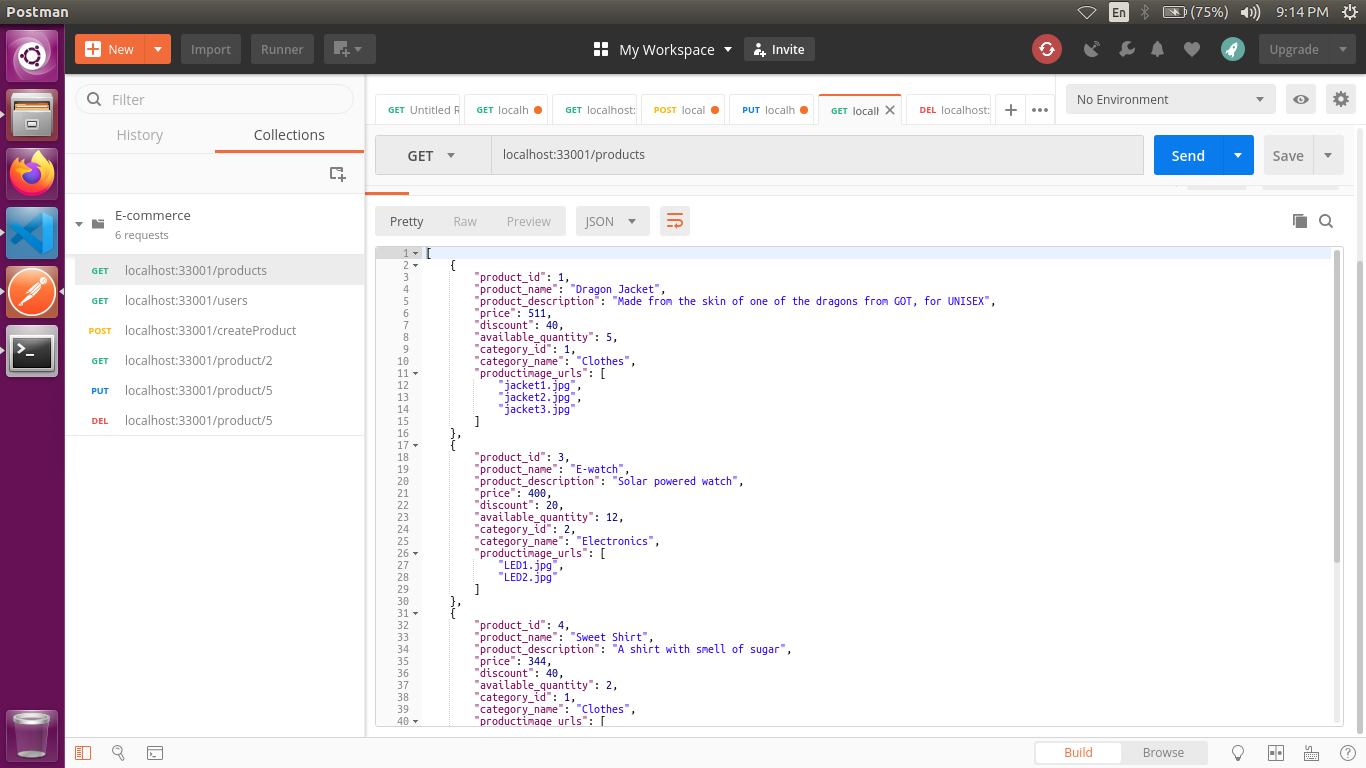 Postman
En
(75%)
9:14 PM
New
Import
Runner
My Workspace
Invite
Upgrade
Filter
History
Collections
E-commerce
6 requests
GET localhost:33001/products
GET localhost:33001/users
POST localhost:33001/createProduct
GET localhost:33001/product/2
PUT localhost:33001/product/5
DEL localhost:33001/product/5
GET Untitled R
GET localh
GET localhost:
POST local
PUT localh
GET localh
DEL localhost:
No Environment
GET
localhost:33001/products
Send
Save
Pretty
Raw
Preview
JSON
1 [
2 {
3 "product_id": 1,
4 "product_name": "Dragon Jacket",
5 "product_description": "Made from the skin of one of the dragons from GOT, for UNISEX",
6 "price": 511,
7 "discount": 40,
8 "available_quantity": 5,
9 "category_id": 1,
10 "category_name": "Clothes",
11 "productimage_urls": [
12 "jacket1.jpg",
13 "jacket2.jpg",
14 "jacket3.jpg"
15 ]
16 },
17 {
18 "product_id": 3,
19 "product_name": "E-watch",
20 "product_description": "Solar powered watch",
21 "price": 400,
22 "discount": 20,
23 "available_quantity": 12,
24 "category_id": 2,
25 "category_name": "Electronics",
26 "productimage_urls": [
27 "LED1.jpg",
28 "LED2.jpg"
29 ]
30 },
31 {
32 "product_id": 4,
33 "product_name": "Sweet Shirt",
34 "product_description": "A shirt with smell of sugar",
35 "price": 344,
36 "discount": 40,
37 "available_quantity": 2,
38 "category_id": 1,
39 "category_name": "Clothes",
40 "productimage_urls": [
Build
Browse